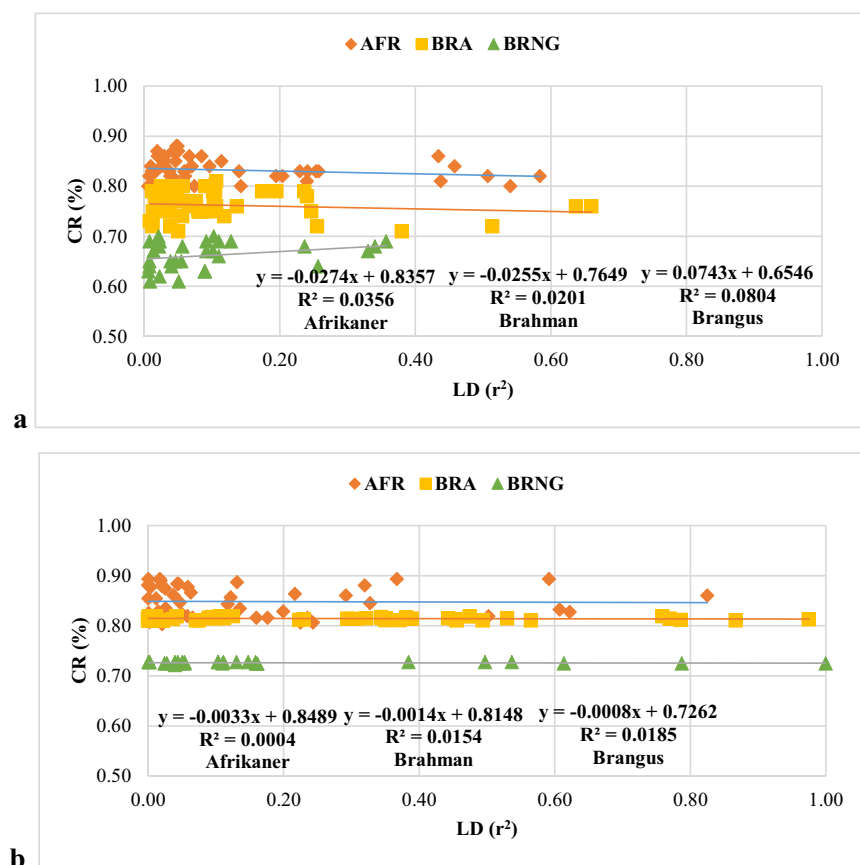 AFR BRA BRNG
1.00
0.90
0.80
0.70
0.60
0.50
CR (%)
y = -0.0274x + 0.8357 y = -0.0255x + 0.7649 y = 0.0743x + 0.6546
R² = 0.0356 R² = 0.0201 R² = 0.0804
Afrikaner Brahman Brangus
0.00 0.20 0.40 0.60 0.80 1.00
LD (r²)
a
AFR BRA BRNG
1.00
0.90
0.80
0.70
0.60
0.50
CR (%)
y = -0.0033x + 0.8489 y = -0.0014x + 0.8148 y = -0.0008x + 0.7262
R² = 0.0004 R² = 0.0154 R² = 0.0185
Afrikaner Brahman Brangus
0.00 0.20 0.40 0.60 0.80 1.00
LD (r²)
b